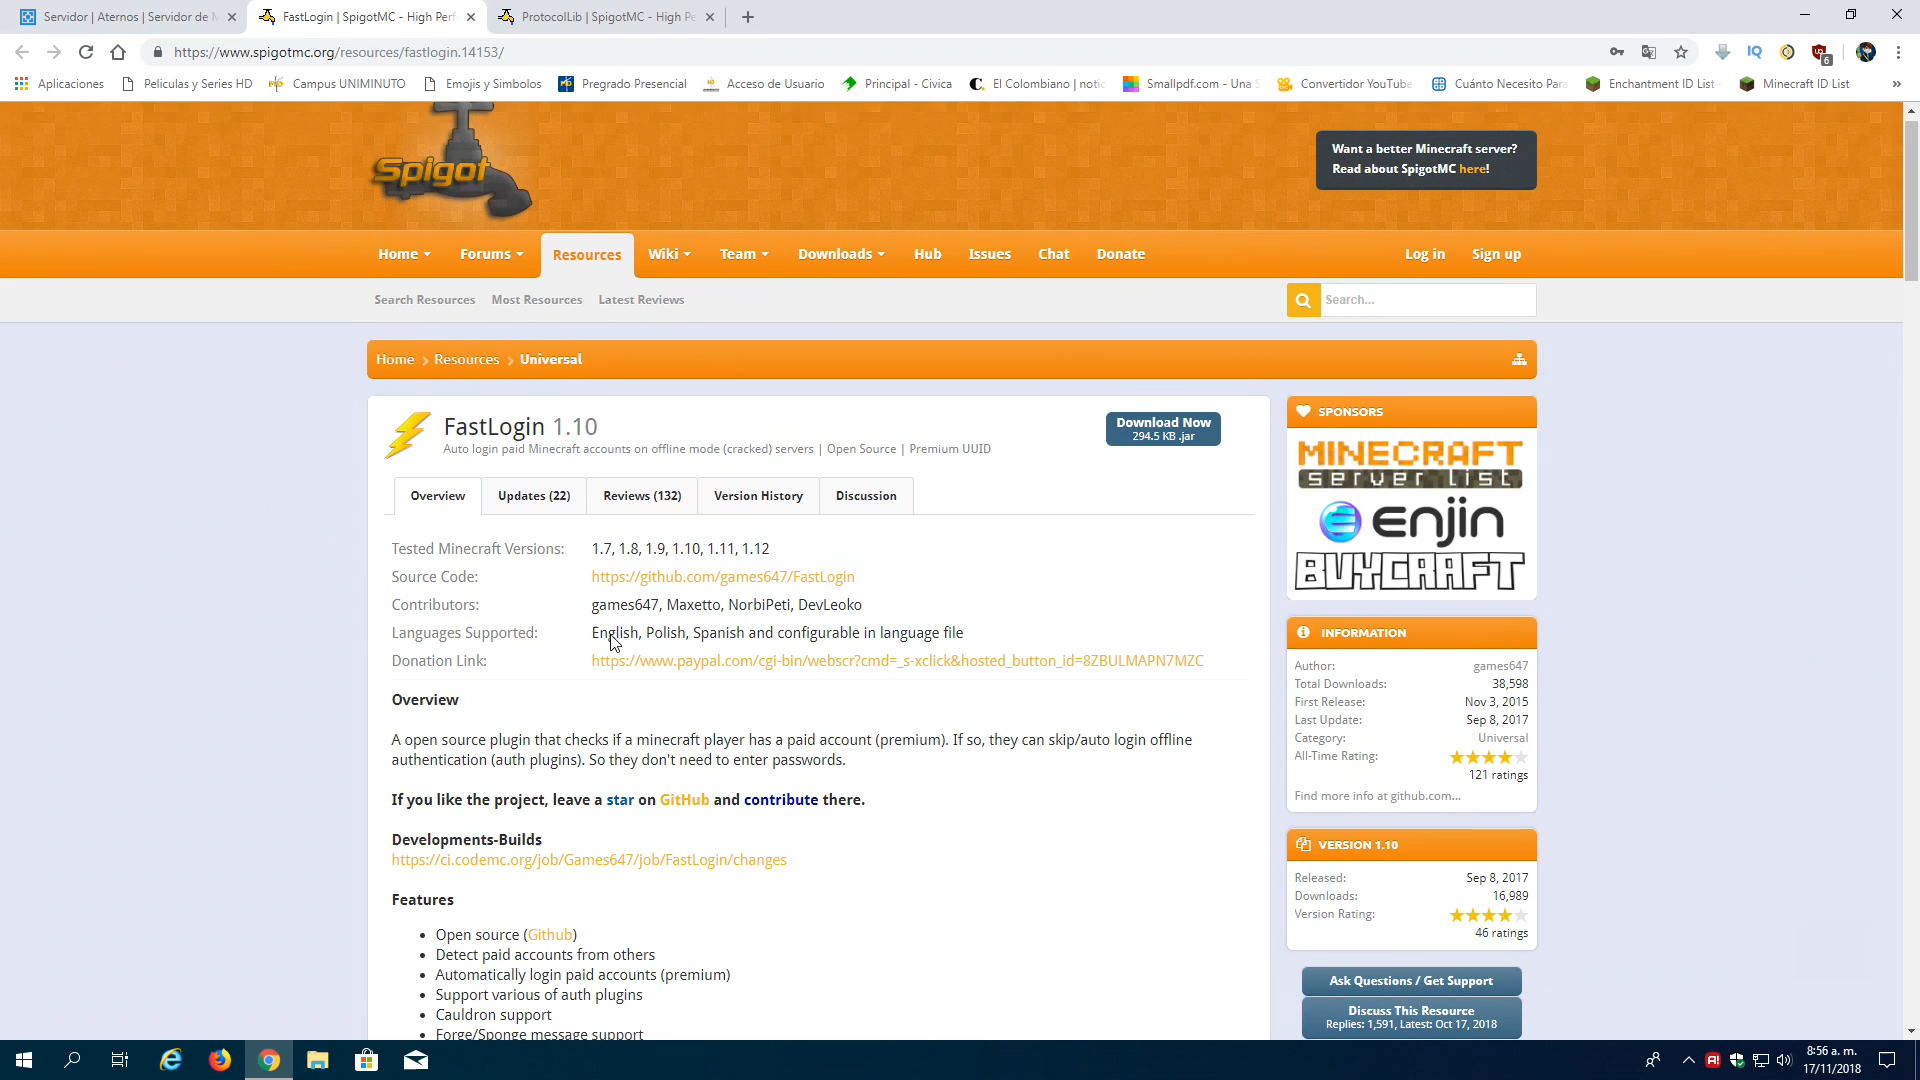 Servidor | Aternos | Servidor de M
FastLogin | SpigotMC - High Perf
ProtocolLib | SpigotMC - High Pe
https://www.spigotmc.org/resources/fastlogin.14153/
6
Aplicaciones
Peliculas y Series HD
Campus UNIMINUTO
Emojis y Simbolos
Pregrado Presencial
Acceso de Usuario
Principal - Civica
El Colombiano | notic
Smallpdf.com - Una S
Convertidor YouTube
Cuánto Necesito Para
Enchantment ID List
Minecraft ID List
Spigot
Want a better Minecraft server?
Read about SpigotMC here!
Home
Forums
Resources
Wiki
Team
Downloads
Hub
Issues
Chat
Donate
Log in
Sign up
Search Resources
Most Resources
Latest Reviews
Search...
Home
Resources
Universal
FastLogin 1.10
Auto login paid Minecraft accounts on offline mode (cracked) servers | Open Source | Premium UUID
Download Now
294.5 KB .jar
Overview
Updates (22)
Reviews (132)
Version History
Discussion
Tested Minecraft Versions: 1.7, 1.8, 1.9, 1.10, 1.11, 1.12
Source Code: https://github.com/games647/FastLogin
Contributors: games647, Maxetto, NorbiPeti, DevLeoko
Languages Supported: English, Polish, Spanish and configurable in language file
Donation Link: https://www.paypal.com/cgi-bin/webscr?cmd=_s-xclick&hosted_button_id=8ZBULMAPN7MZC
Overview
A open source plugin that checks if a minecraft player has a paid account (premium). If so, they can skip/auto login offline
authentication (auth plugins). So they don't need to enter passwords.
If you like the project, leave a star on GitHub and contribute there.
Developments-Builds
https://ci.codemc.org/job/Games647/job/FastLogin/changes
Features
• Open source (Github)
• Detect paid accounts from others
• Automatically login paid accounts (premium)
• Support various of auth plugins
• Cauldron support
• Forge/Sponge message support
SPONSORS
MINECRAFT
SERVER LIST
enjin
BUYCRAFT
INFORMATION
Author: games647
Total Downloads: 38,598
First Release: Nov 3, 2015
Last Update: Sep 8, 2017
Category: Universal
All-Time Rating:
121 ratings
Find more info at github.com...
VERSION 1.10
Released: Sep 8, 2017
Downloads: 16,989
Version Rating:
46 ratings
Ask Questions / Get Support
Discuss This Resource
Replies: 1,591, Latest: Oct 17, 2018
8:56 a. m.
17/11/2018